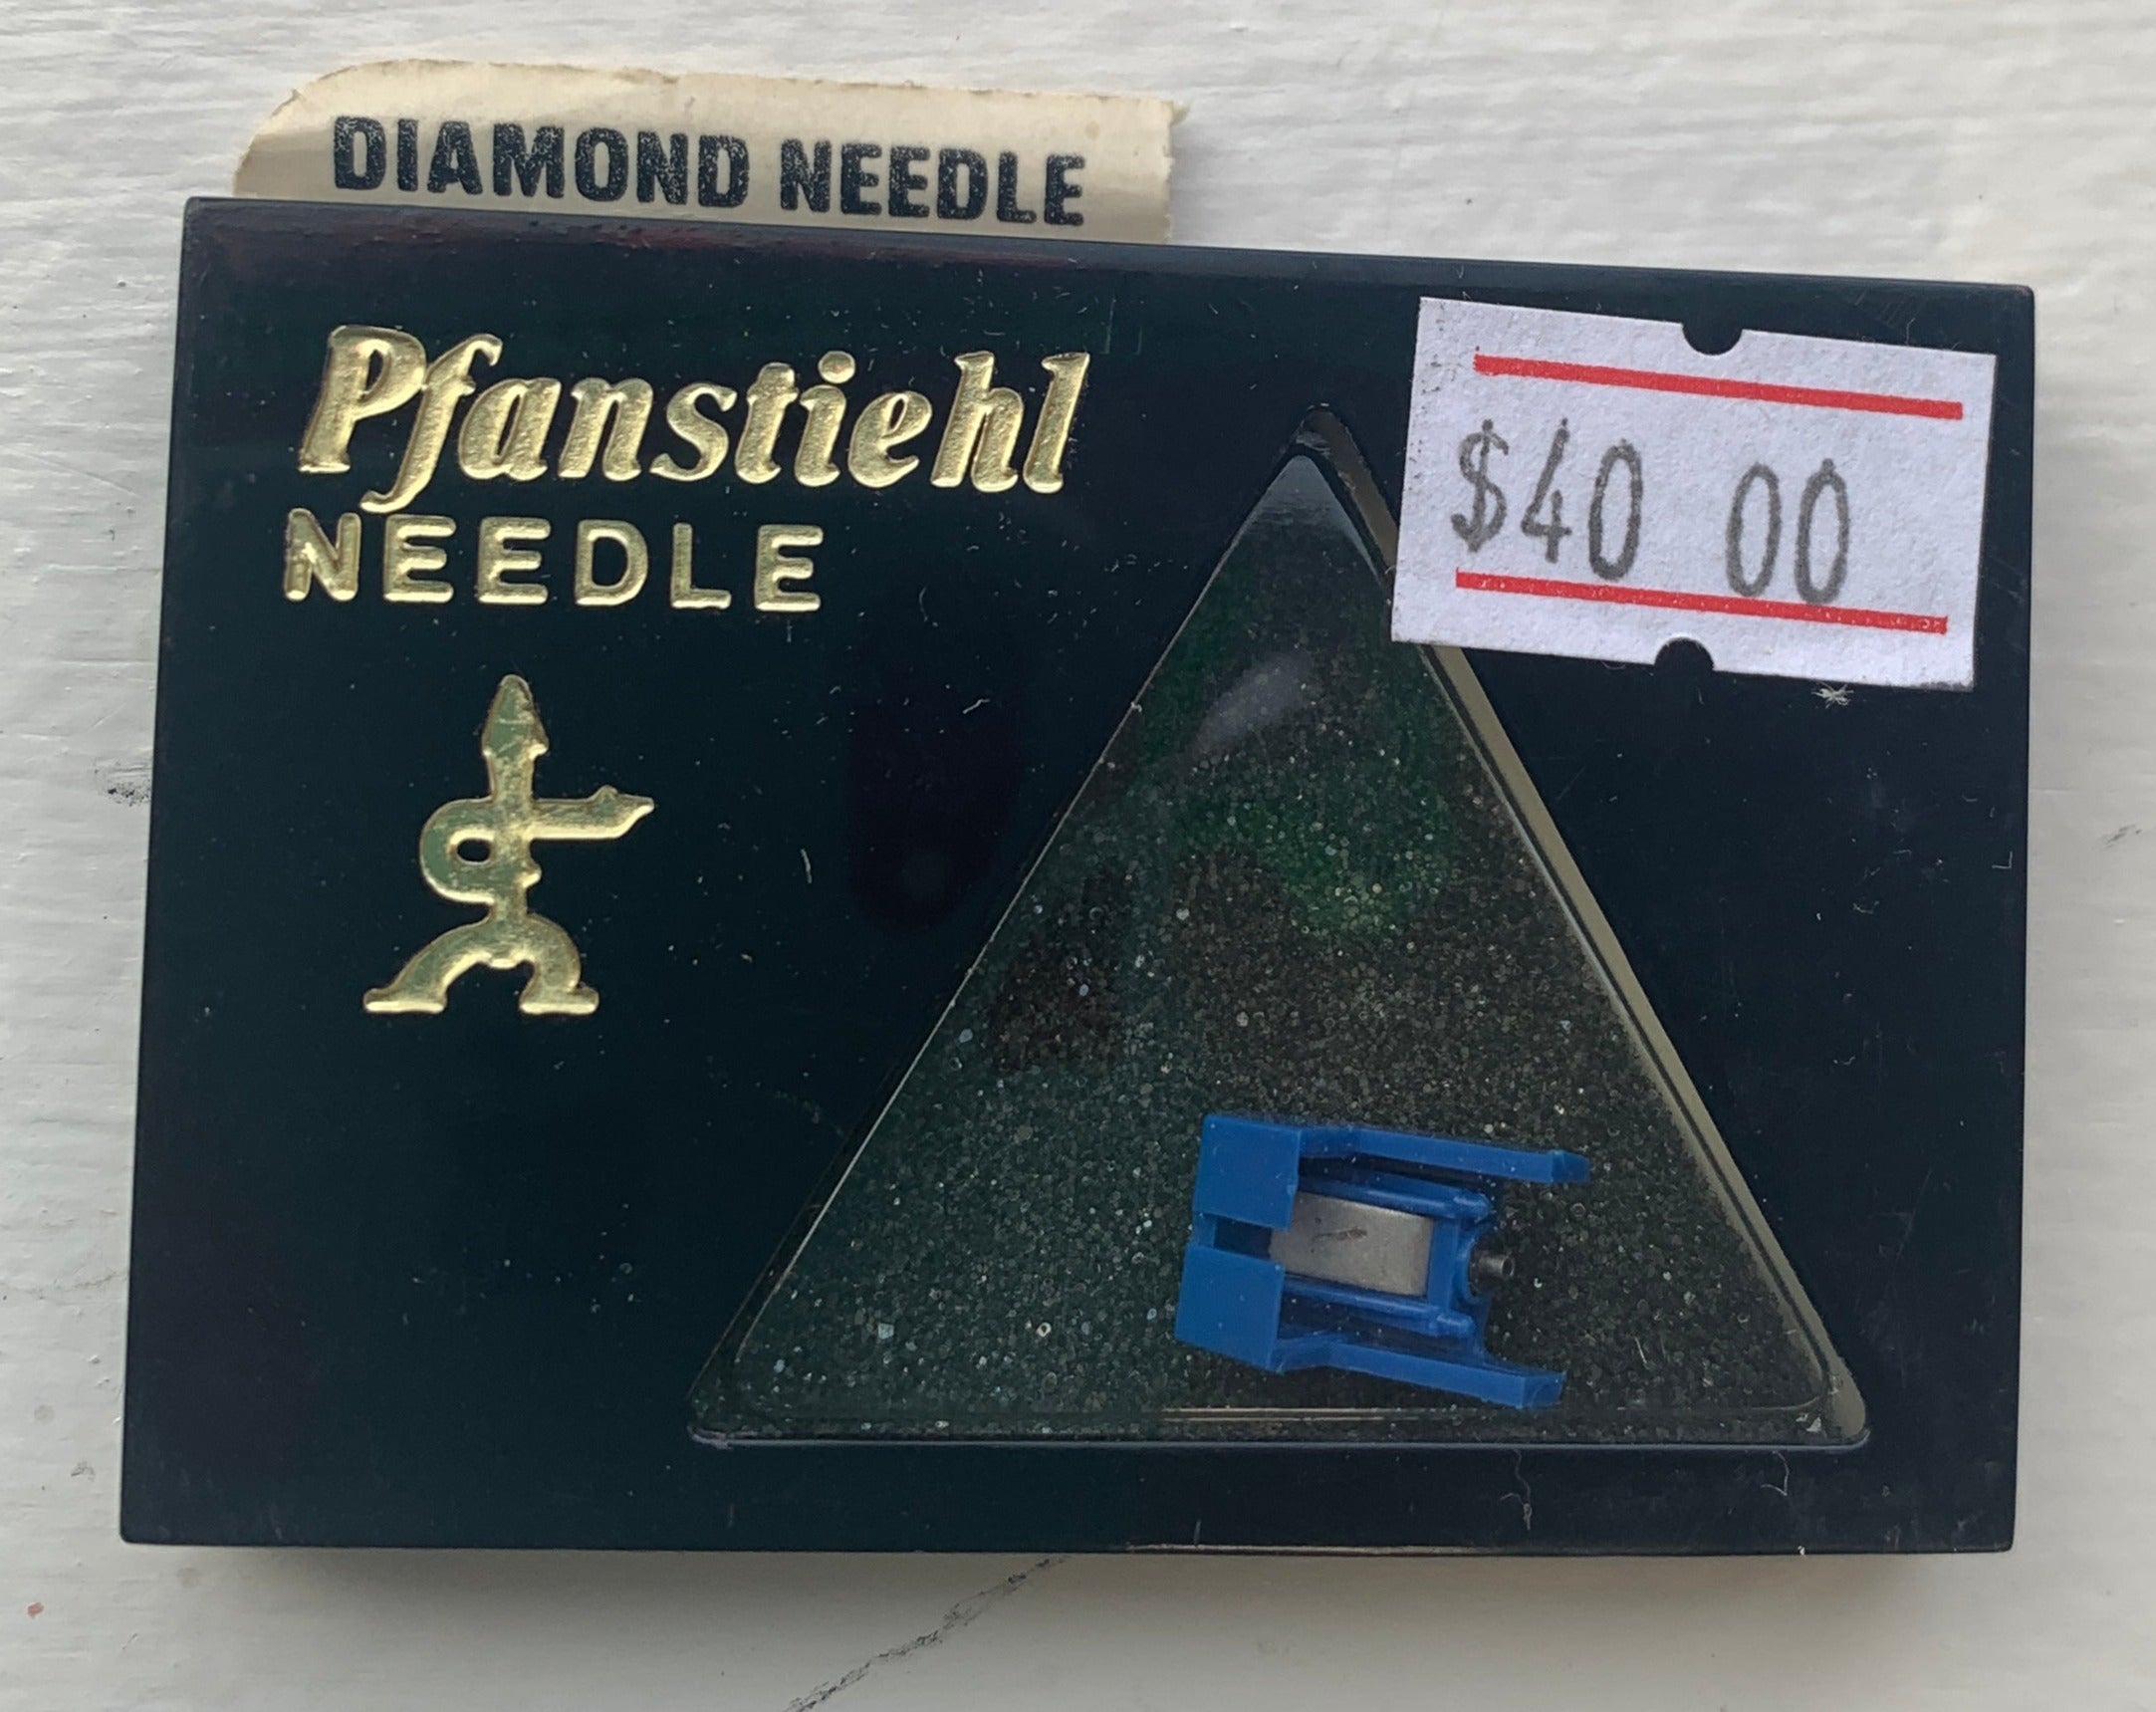 DIAMOND NEEDLE
Pfanstiehl
NEEDLE
$40 00